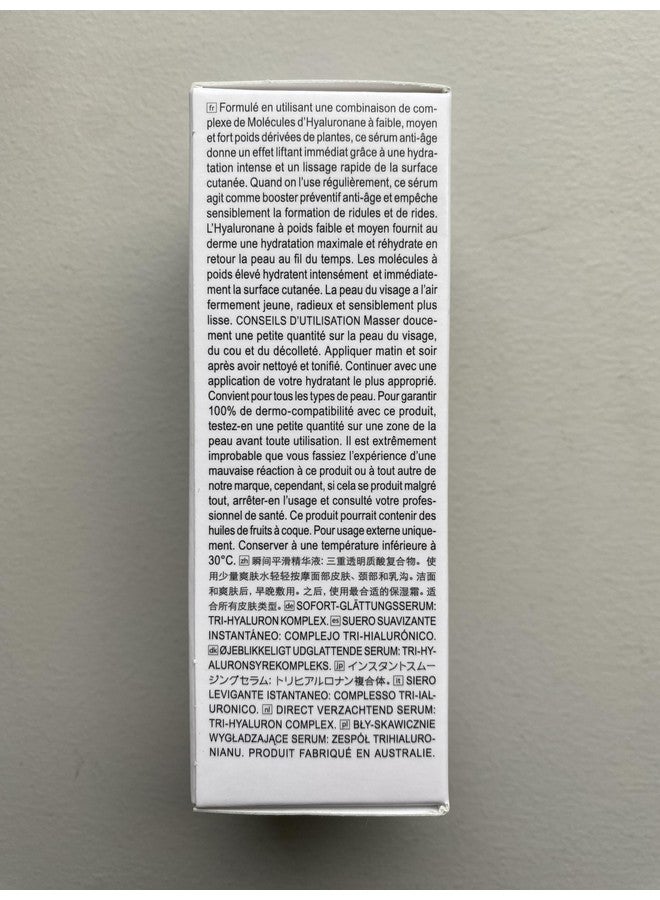 fr Formulé en utilisant une combinaison de com-
plexe de Molécules d'Hyaluronane à faible, moyen
et fort poids dérivées de plantes, ce sérum anti-âge
donne un effet liftant immédiat grâce à une hydra-
tation intense et un lissage rapide de la surface
cutanée. Quand on l'use régulièrement, ce sérum
agit comme booster préventif anti-âge et empêche
sensiblement la formation de ridules et de rides.
L'Hyaluronane à poids faible et moyen fournit au
derme une hydratation maximale et réhydrate en
retour la peau au fil du temps. Les molécules à
poids élevé hydratent intensément et immédiate-
ment la surface cutanée. La peau du visage a l'air
fermement jeune, radieux et sensiblement plus
lisse. CONSEILS D'UTILISATION Masser douce-
ment une petite quantité sur la peau du visage,
du cou et du décolleté. Appliquer matin et soir
après avoir nettoyé et tonifié. Continuer avec une
application de votre hydratant le plus approprié.
Convient pour tous les types de peau. Pour garantir
100% de dermo-compatibilité avec ce produit,
testez-en une petite quantité sur une zone de la
peau avant toute utilisation. Il est extrêmement
improbable que vous fassiez l'expérience d'une
mauvaise réaction à ce produit ou à tout autre de
notre marque, cependant, si cela se produit malgré
tout, arrêter-en l'usage et consulté votre profes-
sionnel de santé. Ce produit pourrait contenir des
huiles de fruits à coque. Pour usage externe unique-
ment. Conserver à une température inférieure à
30°C. zh 瞬间平滑精华液: 三重透明质酸复合物。 使
用少量爽肤水轻轻按摩面部皮肤、颈部和乳沟。洁面
和爽肤后，早晚敷用。之后，使用最合适的保湿霜。适
合所有皮肤类型。 de SOFORT-GLÄTTUNGSSERUM:
TRI-HYALURON KOMPLEX. es SUERO SUAVIZANTE
INSTANTÁNEO: COMPLEJO TRI-HIALURÓNICO.
dk ØJEBLIKKELIGT UDGLATTENDE SERUM: TRI-HY-
ALURONSYREKOMPLEKS. jp インスタントスムー
ジングセラム: トリヒアルロナン複合体。 it SIERO
LEVIGANTE ISTANTANEO: COMPLESSO TRI-IAL-
URONICO. nl DIRECT VERZACHTEND SERUM:
TRI-HYALURON COMPLEX. pl BŁY-SKAWICZNIE
WYGŁADZAJĄCE SERUM: ZESPÓŁ TRIHIALURO-
NIANU. PRODUIT FABRIQUÉ EN AUSTRALIE.